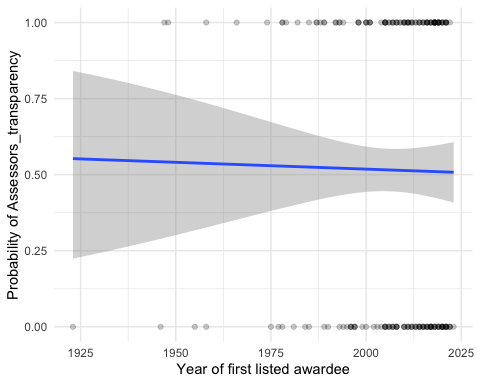 Probability of Assessors_transparency
1.00
0.75
0.50
0.25
0.00
1925 1950 1975 2000 2025
Year of first listed awardee